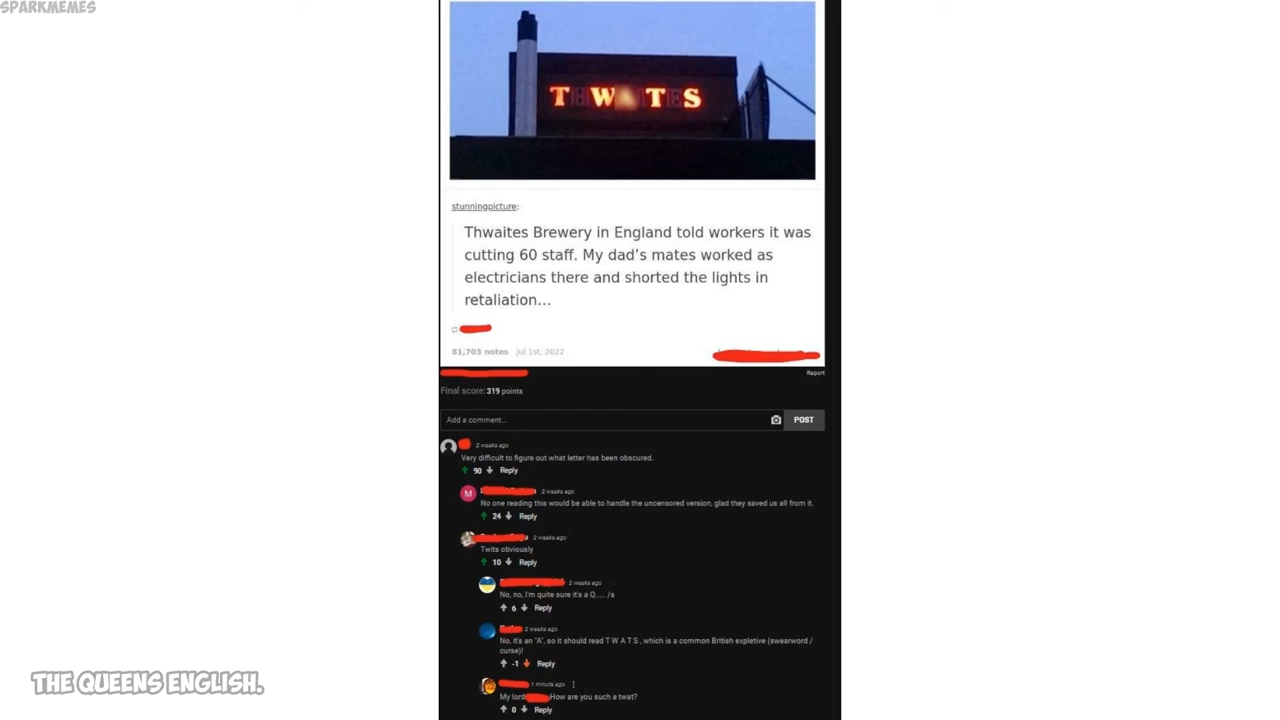 SPARKMEMES
T H W A I T E S
stunningpicture:
Thwaites Brewery in England told workers it was
cutting 60 staff. My dad's mates worked as
electricians there and shorted the lights in
retaliation...
81,703 notes Jul 1st, 2022
Report
Final score: 319 points
Add a comment...
POST
2 weeks ago
Very difficult to figure out what letter has been obscured.
90 Reply
M
2 weeks ago
No one reading this would be able to handle the uncensored version, glad they saved us all from it.
24 Reply
2 weeks ago
Twits obviously
10 Reply
2 weeks ago
No, no, I'm quite sure it's a Q..... /s
6 Reply
2 weeks ago
No, it's an "A", so it should read T W A T S , which is a common British expletive (swearword /
curse)!
-1 Reply
1 minute ago
My lord How are you such a twat?
0 Reply
THE QUEENS ENGLISH.